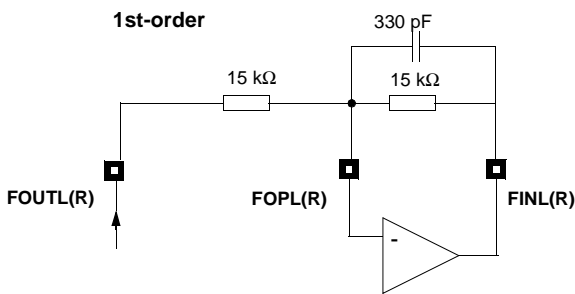 1st-order
330 pF
15 kΩ
15 kΩ
FOUTL(R)
FOPL(R)
FINL(R)
-